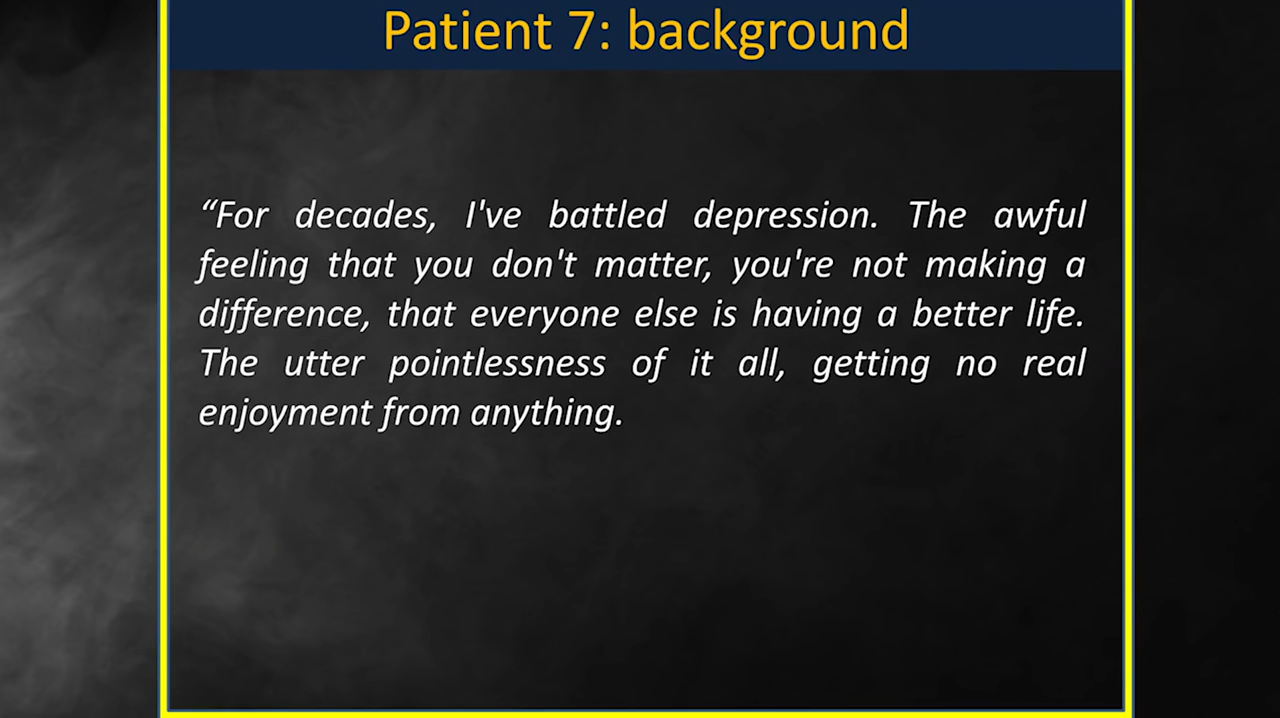 Patient 7: background
“For decades, I've battled depression. The awful
feeling that you don't matter, you're not making a
difference, that everyone else is having a better life.
The utter pointlessness of it all, getting no real
enjoyment from anything.